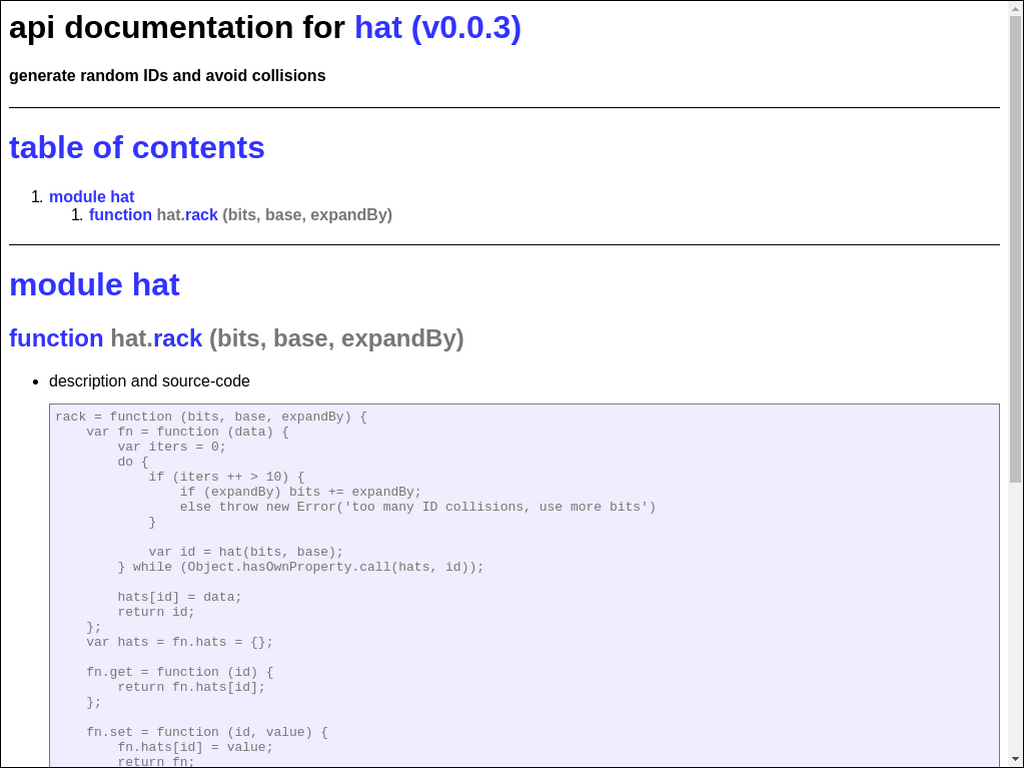 api documentation for hat (v0.0.3)
generate random IDs and avoid collisions
table of contents
1. module hat
1. function hat.rack (bits, base, expandBy)
module hat
function hat.rack (bits, base, expandBy)
• description and source-code
rack = function (bits, base, expandBy) {
    var fn = function (data) {
        var iters = 0;
        do {
            if (iters ++ > 10) {
                if (expandBy) bits += expandBy;
                else throw new Error('too many ID collisions, use more bits')
            }

            var id = hat(bits, base);
        } while (Object.hasOwnProperty.call(hats, id));

        hats[id] = data;
        return id;
    };
    var hats = fn.hats = {};

    fn.get = function (id) {
        return fn.hats[id];
    };

    fn.set = function (id, value) {
        fn.hats[id] = value;
        return fn;